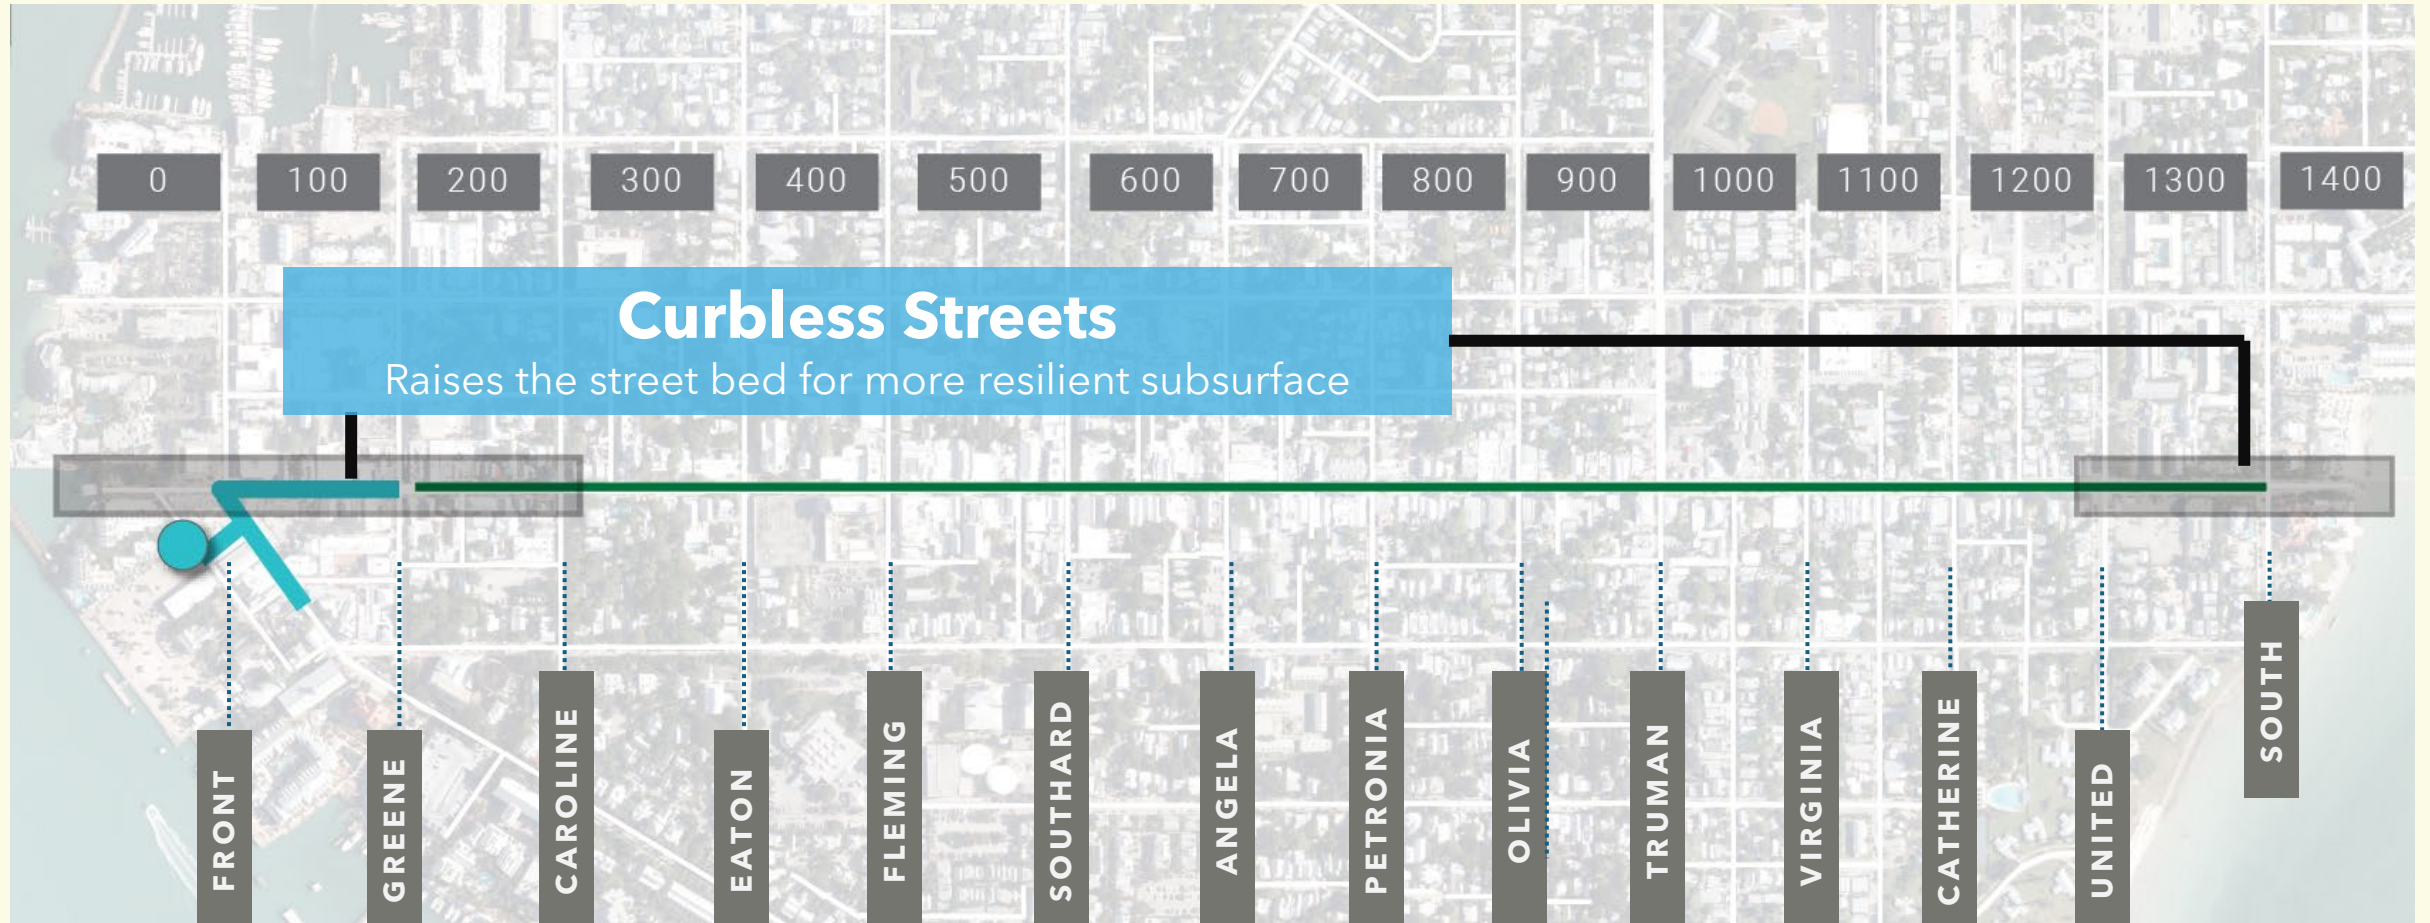 0 100 200 300 400 500 600 700 800 900 1000 1100 1200 1300 1400
Curbless Streets
Raises the street bed for more resilient subsurface
FRONT
GREENE
CAROLINE
EATON
FLEMING
SOUTHARD
ANGELA
PETRONIA
OLIVIA
TRUMAN
VIRGINIA
CATHERINE
UNITED
SOUTH